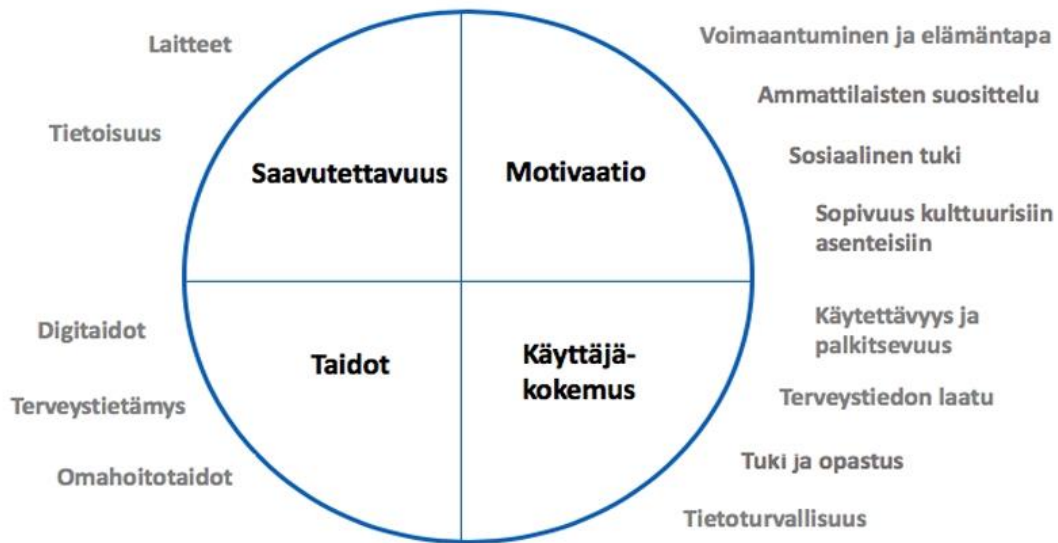 Laitteet
Tietoisuus
Saavutettavuus
Motivaatio
Voimaantuminen ja elämäntapa
Ammattilaisten suosittelu
Sosiaalinen tuki
Sopivuus kulttuurisiin
asenteisiin
Digitaidot
Terveystietämys
Omahoitotaidot
Taidot
Käyttäjä-
kokemus
Käytettävyys ja
palkitsevuus
Terveystiedon laatu
Tuki ja opastus
Tietoturvallisuus